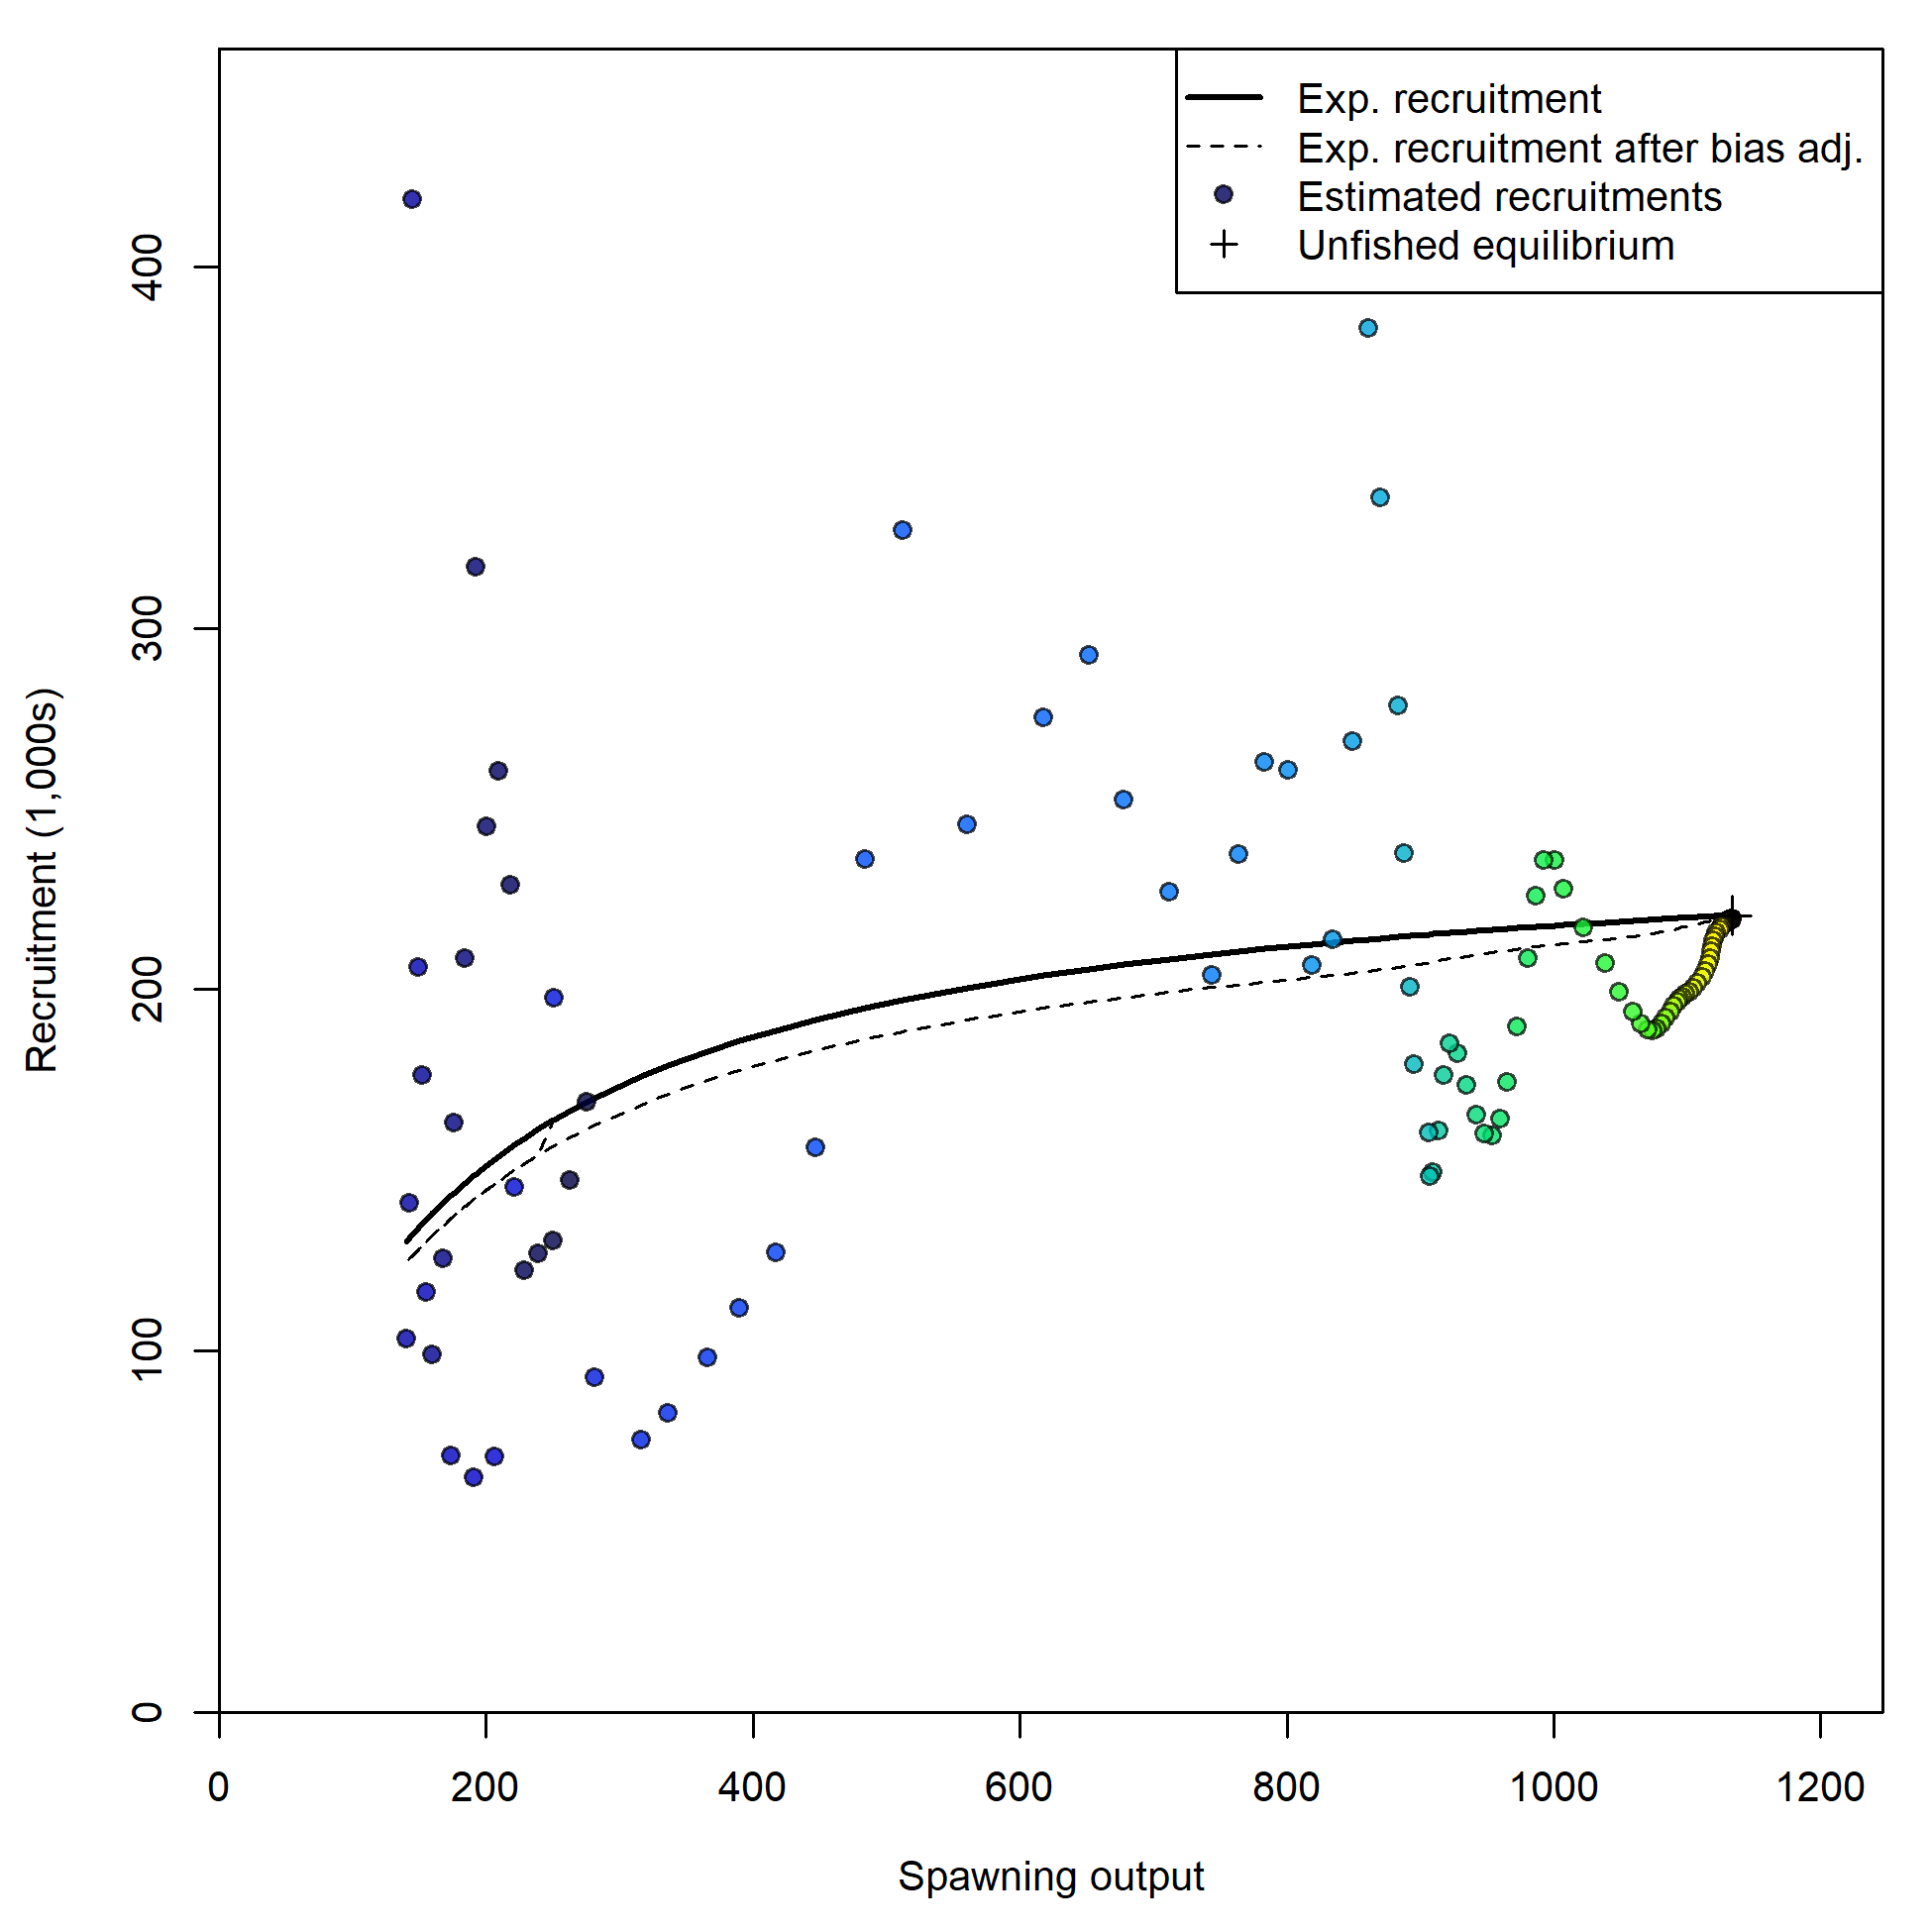 Exp. recruitment
Exp. recruitment after bias adj.
Estimated recruitments
Unfished equilibrium
400
300
200
100
0
Recruitment (1,000s)
0 200 400 600 800 1000 1200
Spawning output